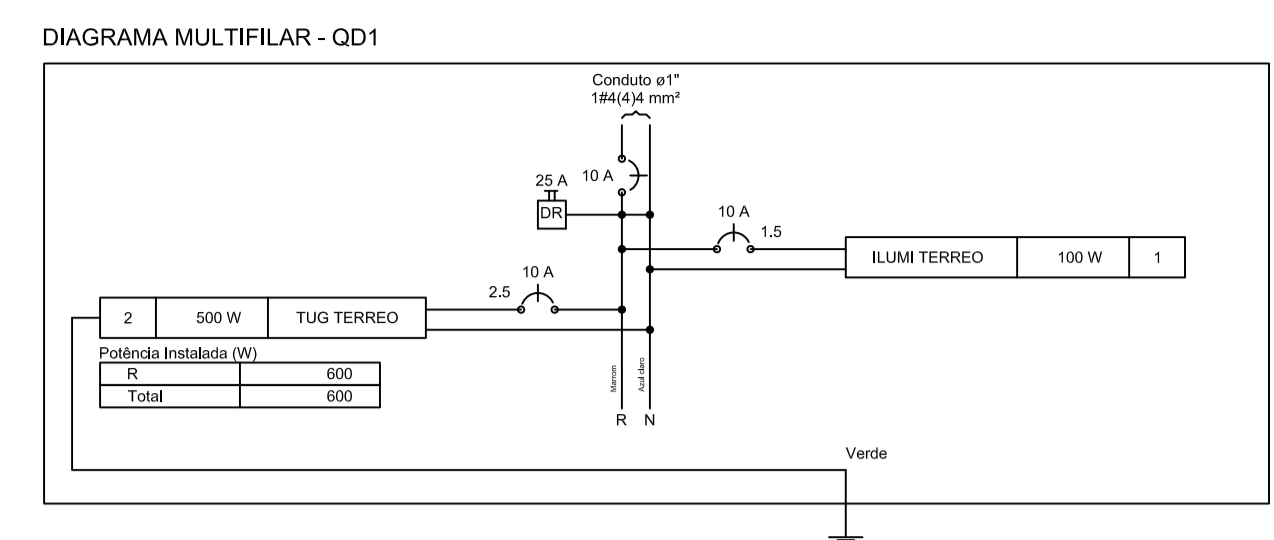 DIAGRAMA MULTIFILAR - QD1
Conduto ø1"
1#4(4)4 mm²
10 A
25 A
DR
10 A
1.5
ILUMI TERREO 100 W 1
10 A
2.5
2 500 W TUG TERREO
Potência Instalada (W)
R 600
Total 600
Marrom
Azul claro
R N
Verde